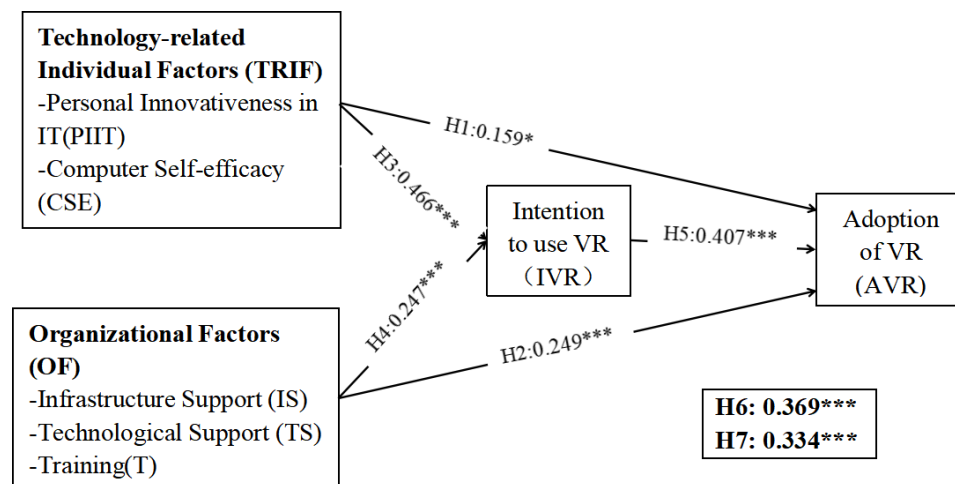 Technology-related
Individual Factors (TRIF)
-Personal Innovativeness in
IT(PIIT)
-Computer Self-efficacy
(CSE)
H1:0.159*
H3:0.466***
Intention
to use VR
（IVR）
H5:0.407***
Adoption
of VR
(AVR)
H4:0.247***
H2:0.249***
Organizational Factors
(OF)
-Infrastructure Support (IS)
-Technological Support (TS)
-Training(T)
H6: 0.369***
H7: 0.334***